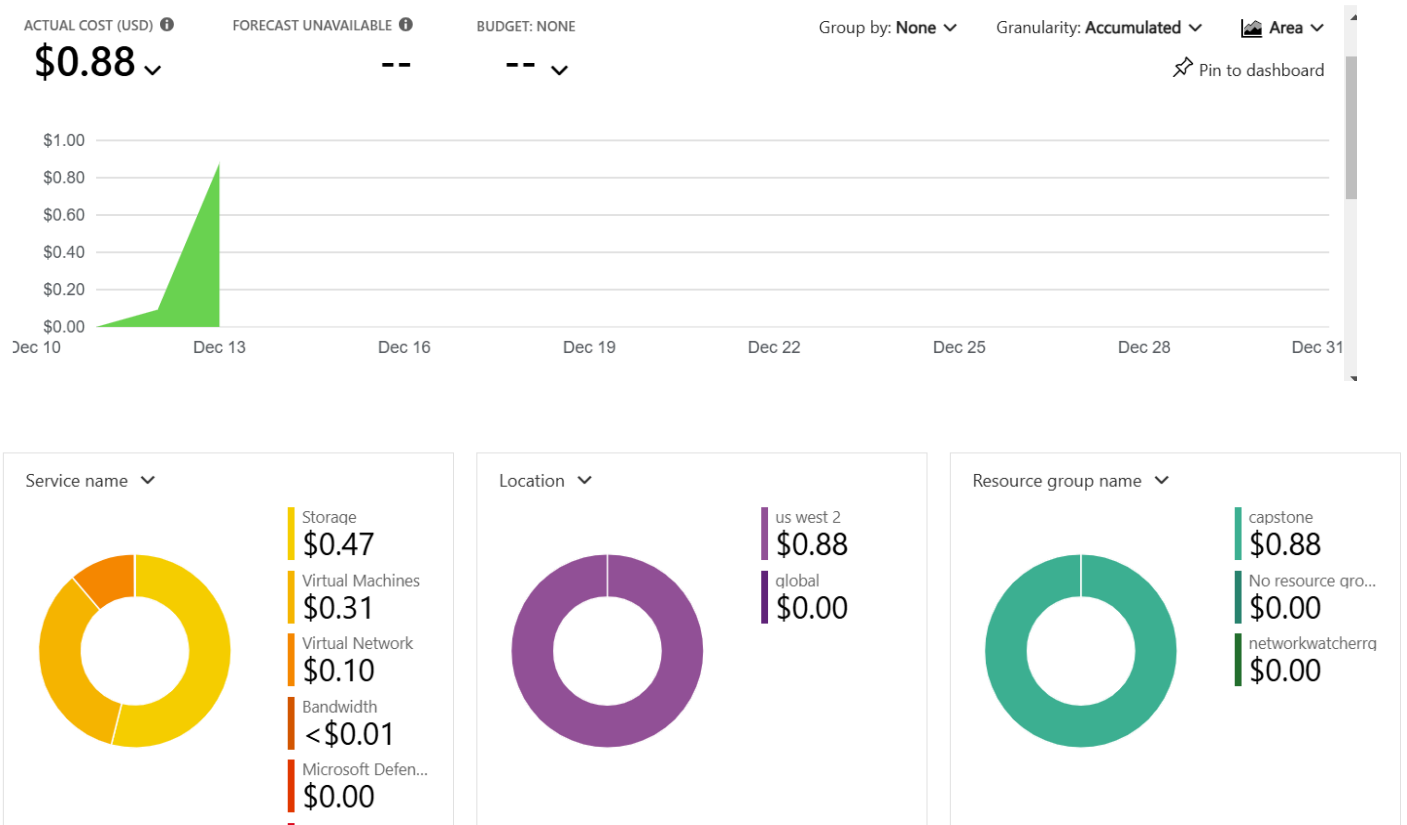 ACTUAL COST (USD)
$0.88
FORECAST UNAVAILABLE
--
BUDGET: NONE
--
Group by: None
Granularity: Accumulated
Area
Pin to dashboard
$1.00
$0.80
$0.60
$0.40
$0.20
$0.00
Dec 10 Dec 13 Dec 16 Dec 19 Dec 22 Dec 25 Dec 28 Dec 31
Service name
Storage
$0.47
Virtual Machines
$0.31
Virtual Network
$0.10
Bandwidth
<$0.01
Microsoft Defen...
$0.00
Location
us west 2
$0.88
global
$0.00
Resource group name
capstone
$0.88
No resource gro...
$0.00
networkwatcherrg
$0.00